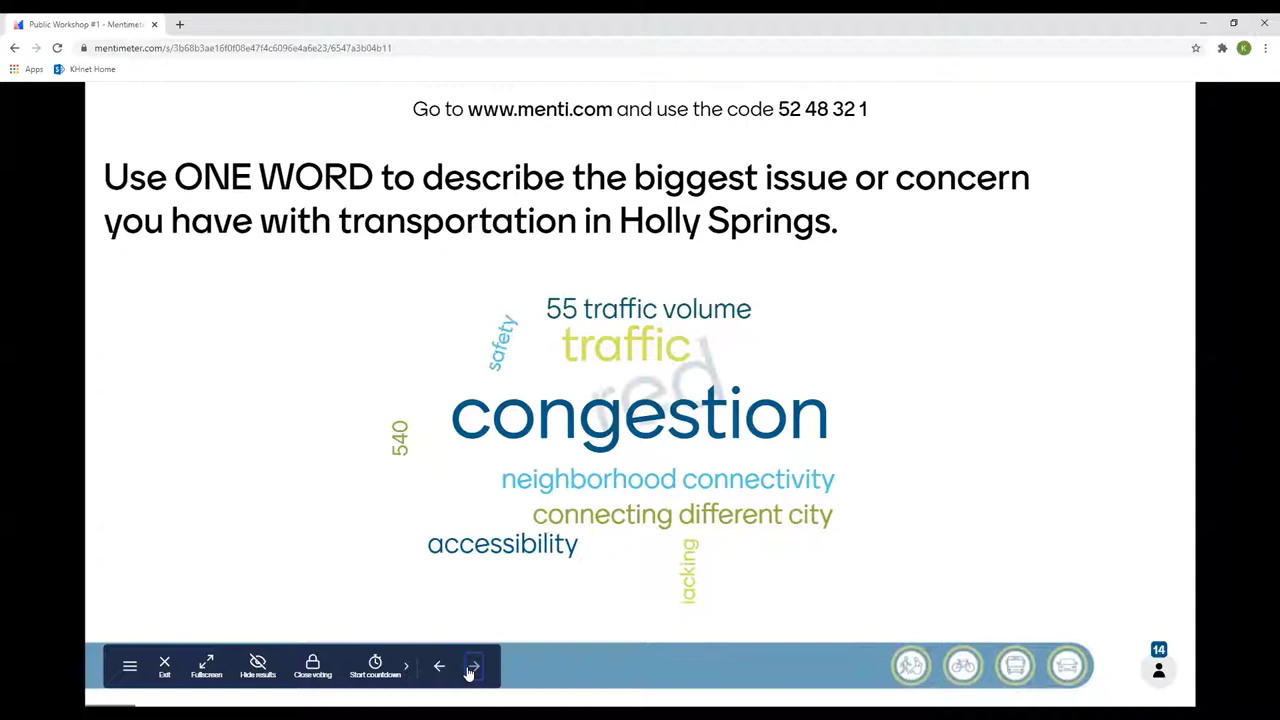 Public Workshop #1 - Mentimet
mentimeter.com/s/3b68b3ae16f0f08e47f4c6096e4a6e23/6547a3b04b11
K
Apps
KHnet Home
Go to www.menti.com and use the code 52 48 32 1
Use ONE WORD to describe the biggest issue or concern
you have with transportation in Holly Springs.
55 traffic volume
safety
traffic
red
congestion
540
neighborhood connectivity
connecting different city
accessibility
lacking
Exit
Fullscreen
Hide results
Close voting
Start countdown
14